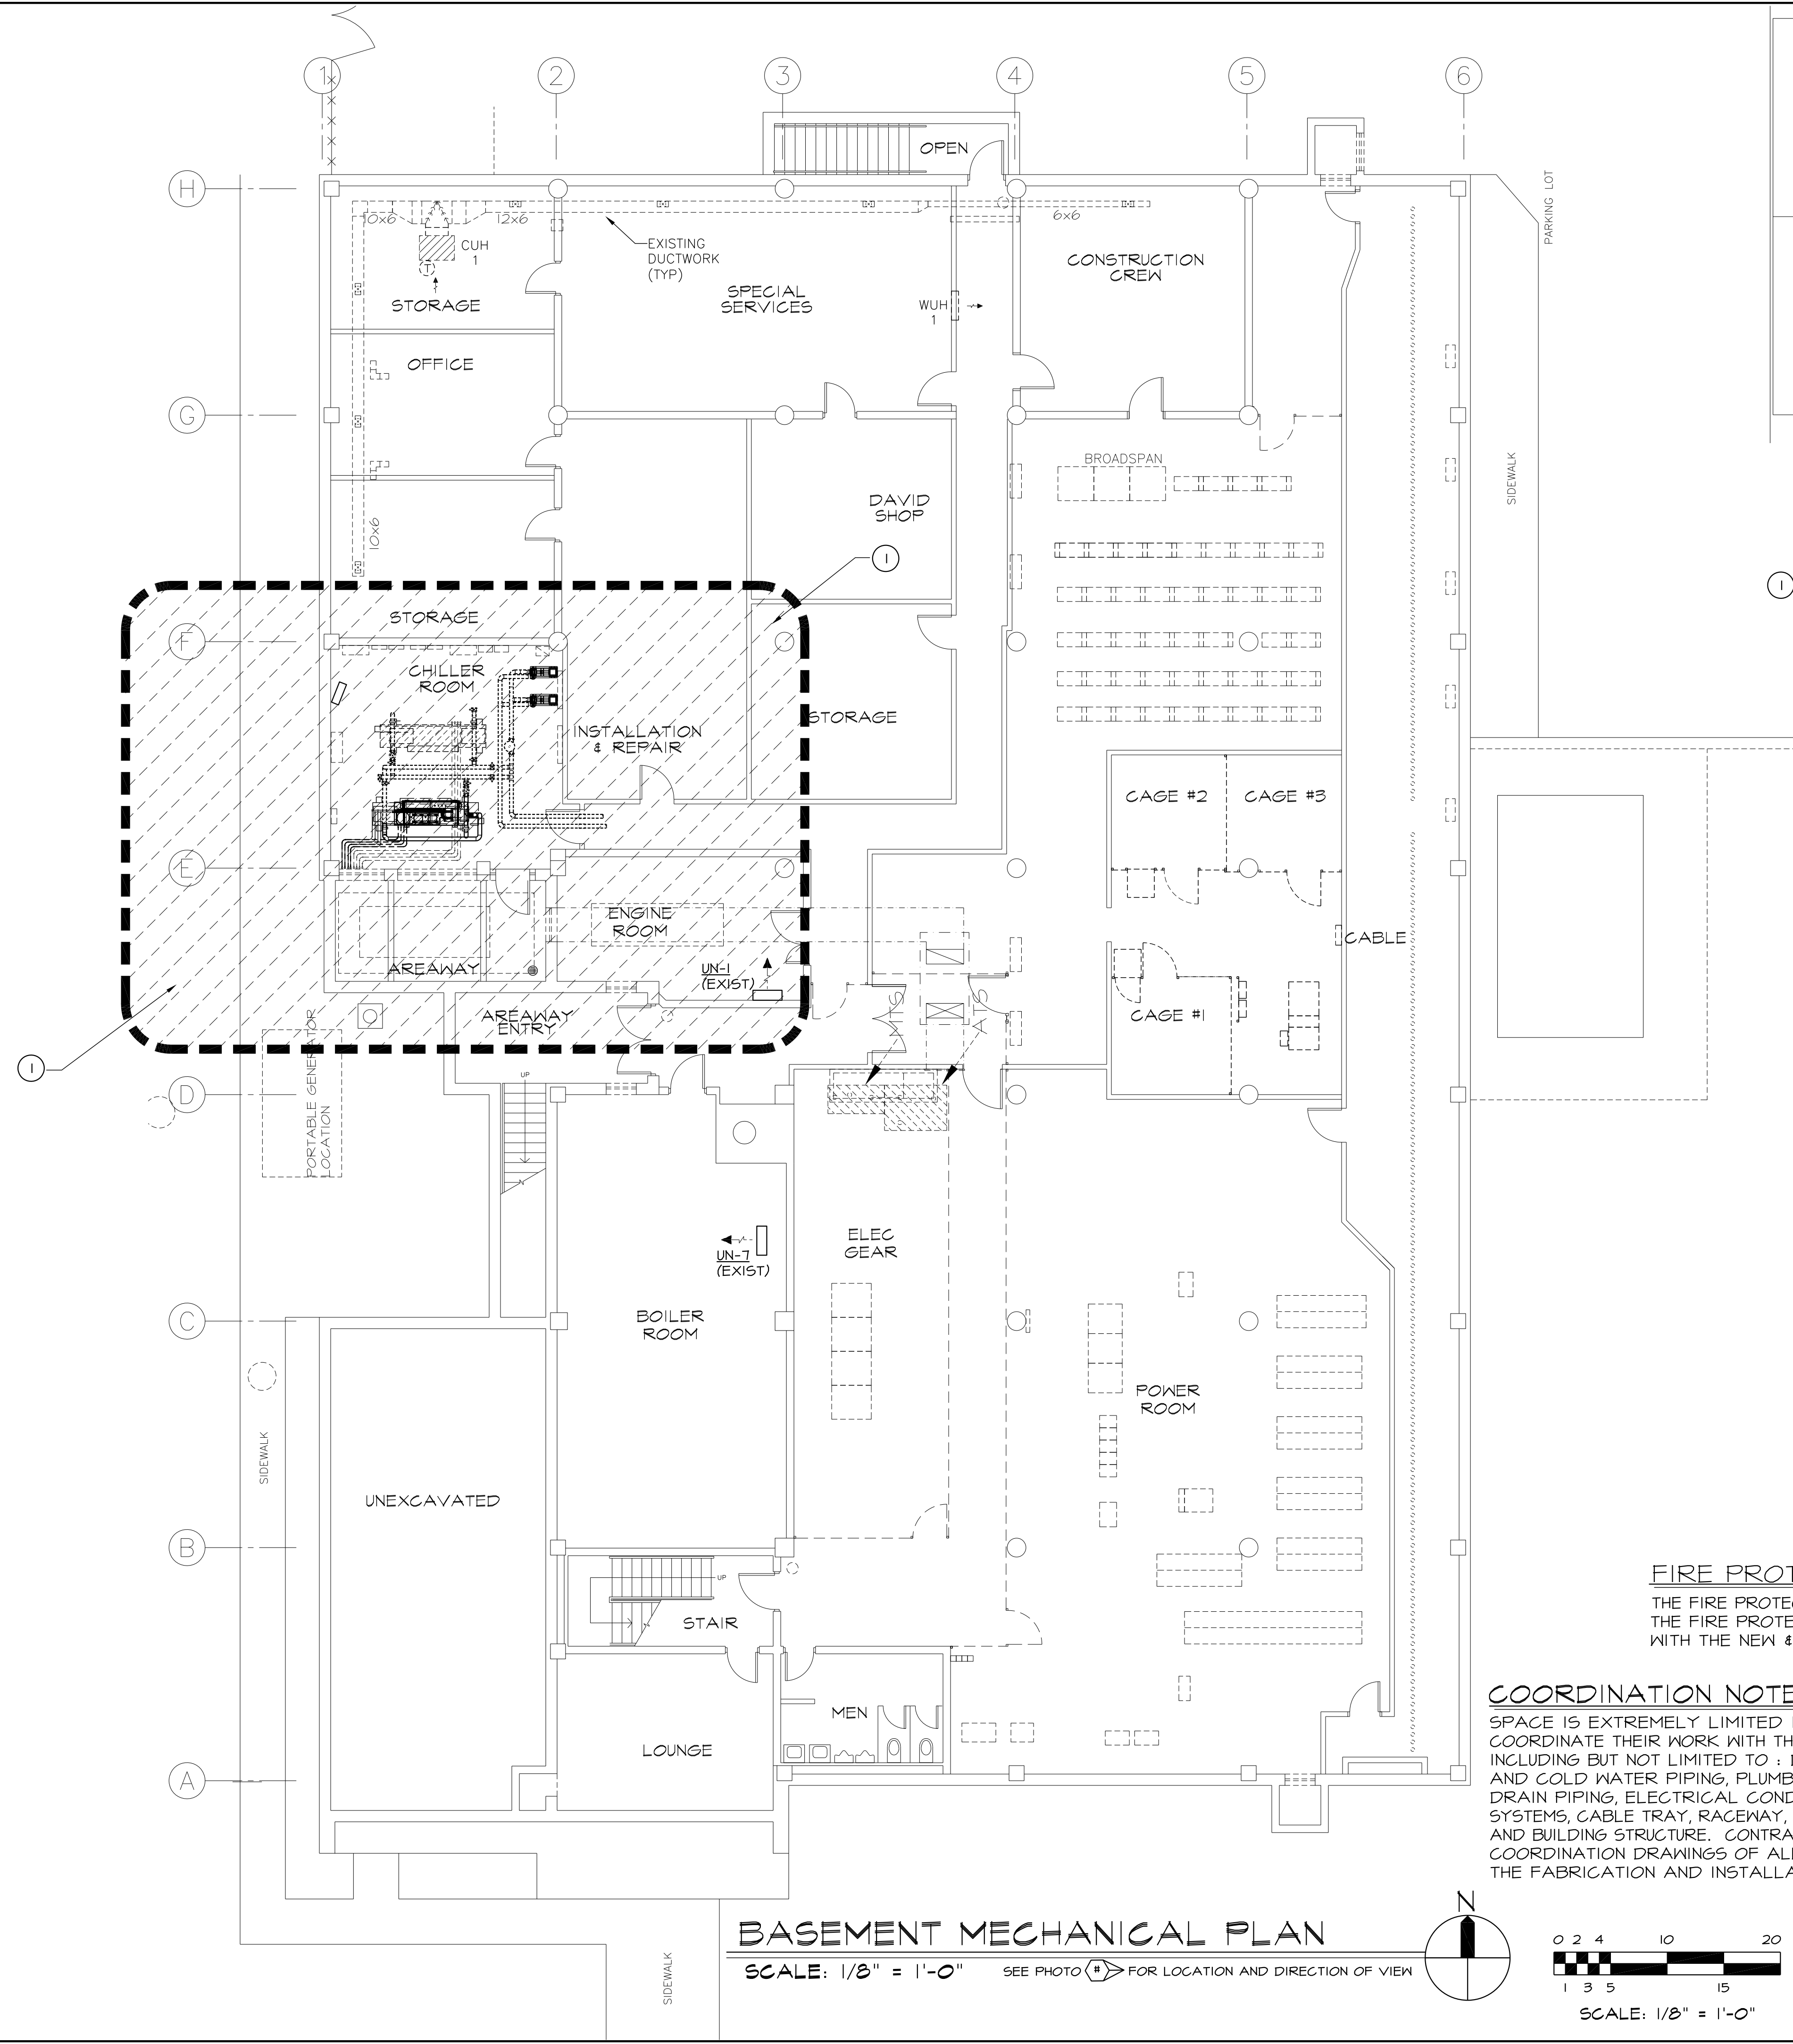 1
2
3
4
5
6
OPEN
H
PARKING LOT
10x6
12x6
6x6
CUH
1
T
EXISTING
DUCTWORK
(TYP)
CONSTRUCTION
CREW
STORAGE
SPECIAL
SERVICES
WUH
1
OFFICE
G
BROADSPAN
SIDEWALK
DAVID
SHOP
10x6
1
1
STORAGE
F
CHILLER
ROOM
INSTALLATION
& REPAIR
STORAGE
CAGE #2
CAGE #3
E
ENGINE
ROOM
CABLE
AREAWAY
UN-1
(EXIST)
MTS
ATS
CAGE #1
AREAWAY
ENTRY
1
PORTABLE GENERATOR
LOCATION
UP
D
ELEC
GEAR
UN-7
(EXIST)
C
BOILER
ROOM
POWER
ROOM
SIDEWALK
UNEXCAVATED
B
UP
STAIR
MEN
LOUNGE
A
FIRE PROT
THE FIRE PROTE
THE FIRE PROTE
WITH THE NEW &
COORDINATION NOTE
SPACE IS EXTREMELY LIMITED
COORDINATE THEIR WORK WITH TH
INCLUDING BUT NOT LIMITED TO :
AND COLD WATER PIPING, PLUMB
DRAIN PIPING, ELECTRICAL COND
SYSTEMS, CABLE TRAY, RACEWAY,
AND BUILDING STRUCTURE. CONTRA
COORDINATION DRAWINGS OF ALL
THE FABRICATION AND INSTALLA
SIDEWALK
BASEMENT MECHANICAL PLAN
SCALE: 1/8" = 1'-0"
SEE PHOTO # FOR LOCATION AND DIRECTION OF VIEW
N
0 2 4 10 20
1 3 5 15
SCALE: 1/8" = 1'-0"